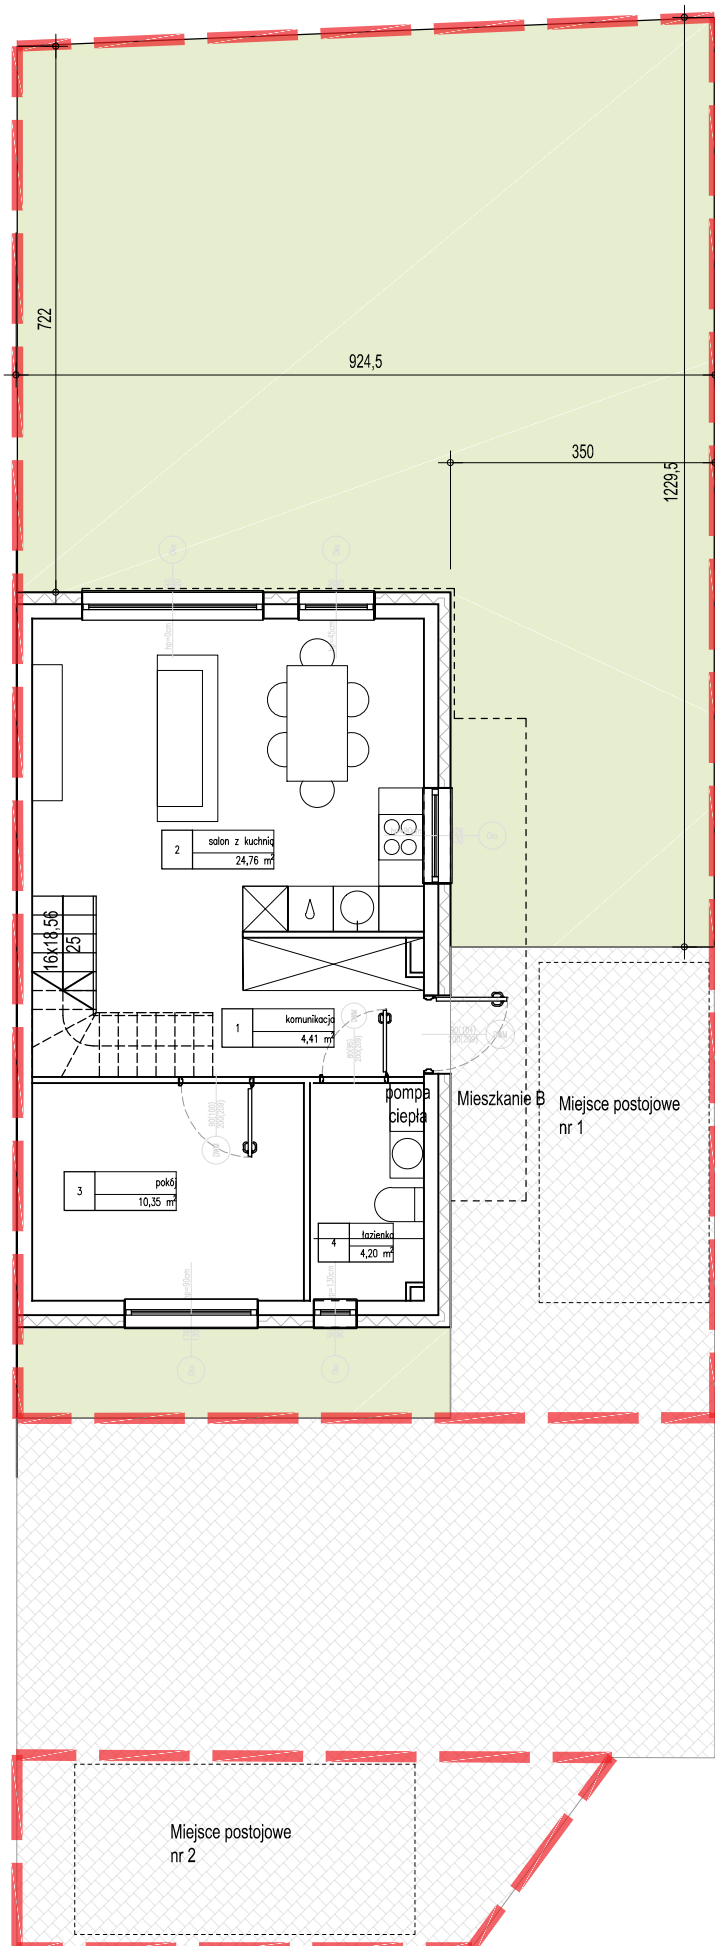 722
924,5
350
1229,5
2
salon z kuchnią
24,76 m²
16x18,56
25
1
komunikacja
4,41 m²
pompa
ciepła
Mieszkanie B
Miejsce postojowe
nr 1
3
pokój
10,35 m²
4
łazienka
4,20 m²
Miejsce postojowe
nr 2